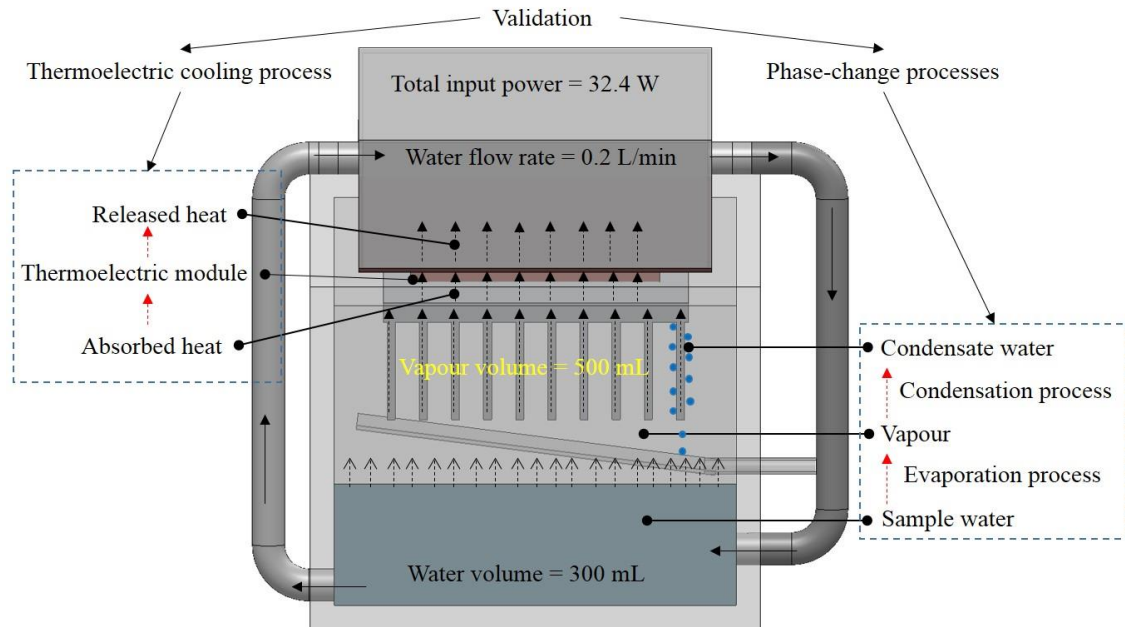 Validation
Thermoelectric cooling process
Phase-change processes
Total input power = 32.4 W
Water flow rate = 0.2 L/min
Released heat
Thermoelectric module
Absorbed heat
Vapour volume = 500 mL
Condensate water
Condensation process
Vapour
Evaporation process
Sample water
Water volume = 300 mL